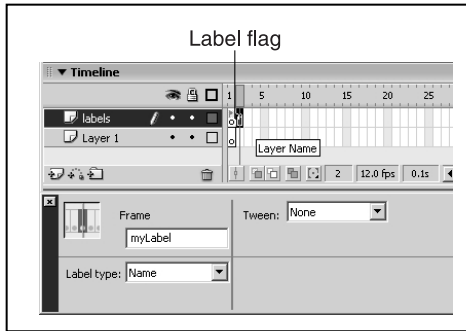 Label flag
Timeline
1 5 10 15 20 25
labels
Layer 1
Layer Name
2 12.0 fps 0.1s
Frame
Tween: None
myLabel
Label type: Name